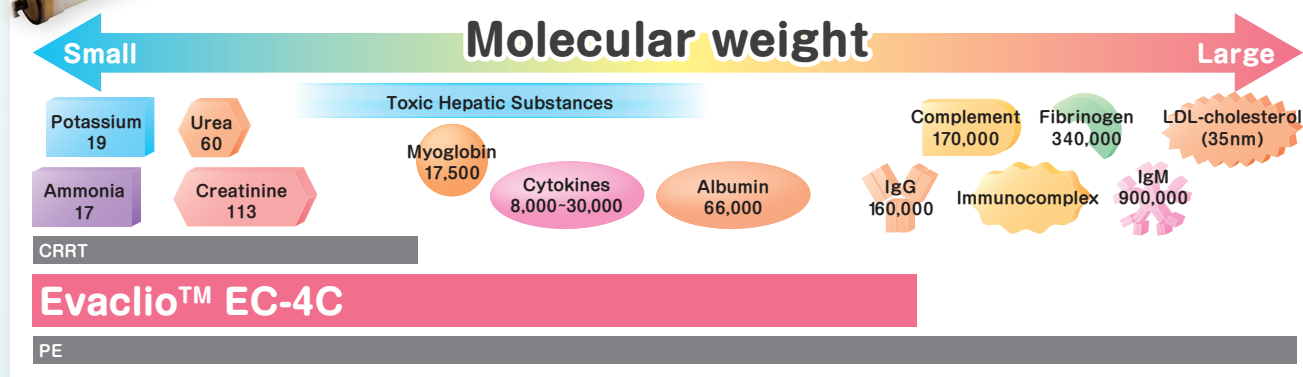 Molecular weight
Small
Large
Toxic Hepatic Substances
Potassium
19
Urea
60
Myoglobin
17,500
Complement
170,000
Fibrinogen
340,000
LDL-cholesterol
(35nm)
Ammonia
17
Creatinine
113
Cytokines
8,000~30,000
Albumin
66,000
IgG
160,000
Immunocomplex
IgM
900,000
CRRT
Evaclio™ EC-4C
PE